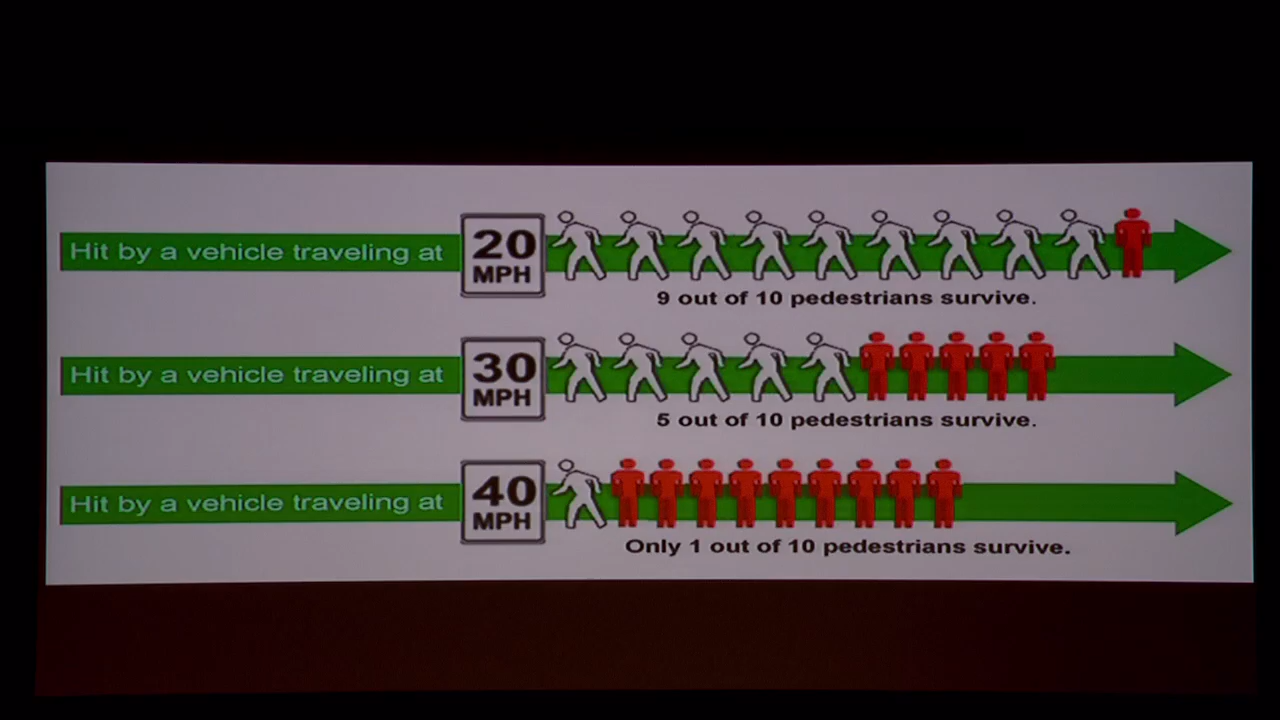 Hit by a vehicle traveling at
20
MPH
9 out of 10 pedestrians survive.
Hit by a vehicle traveling at
30
MPH
5 out of 10 pedestrians survive.
Hit by a vehicle traveling at
40
MPH
Only 1 out of 10 pedestrians survive.